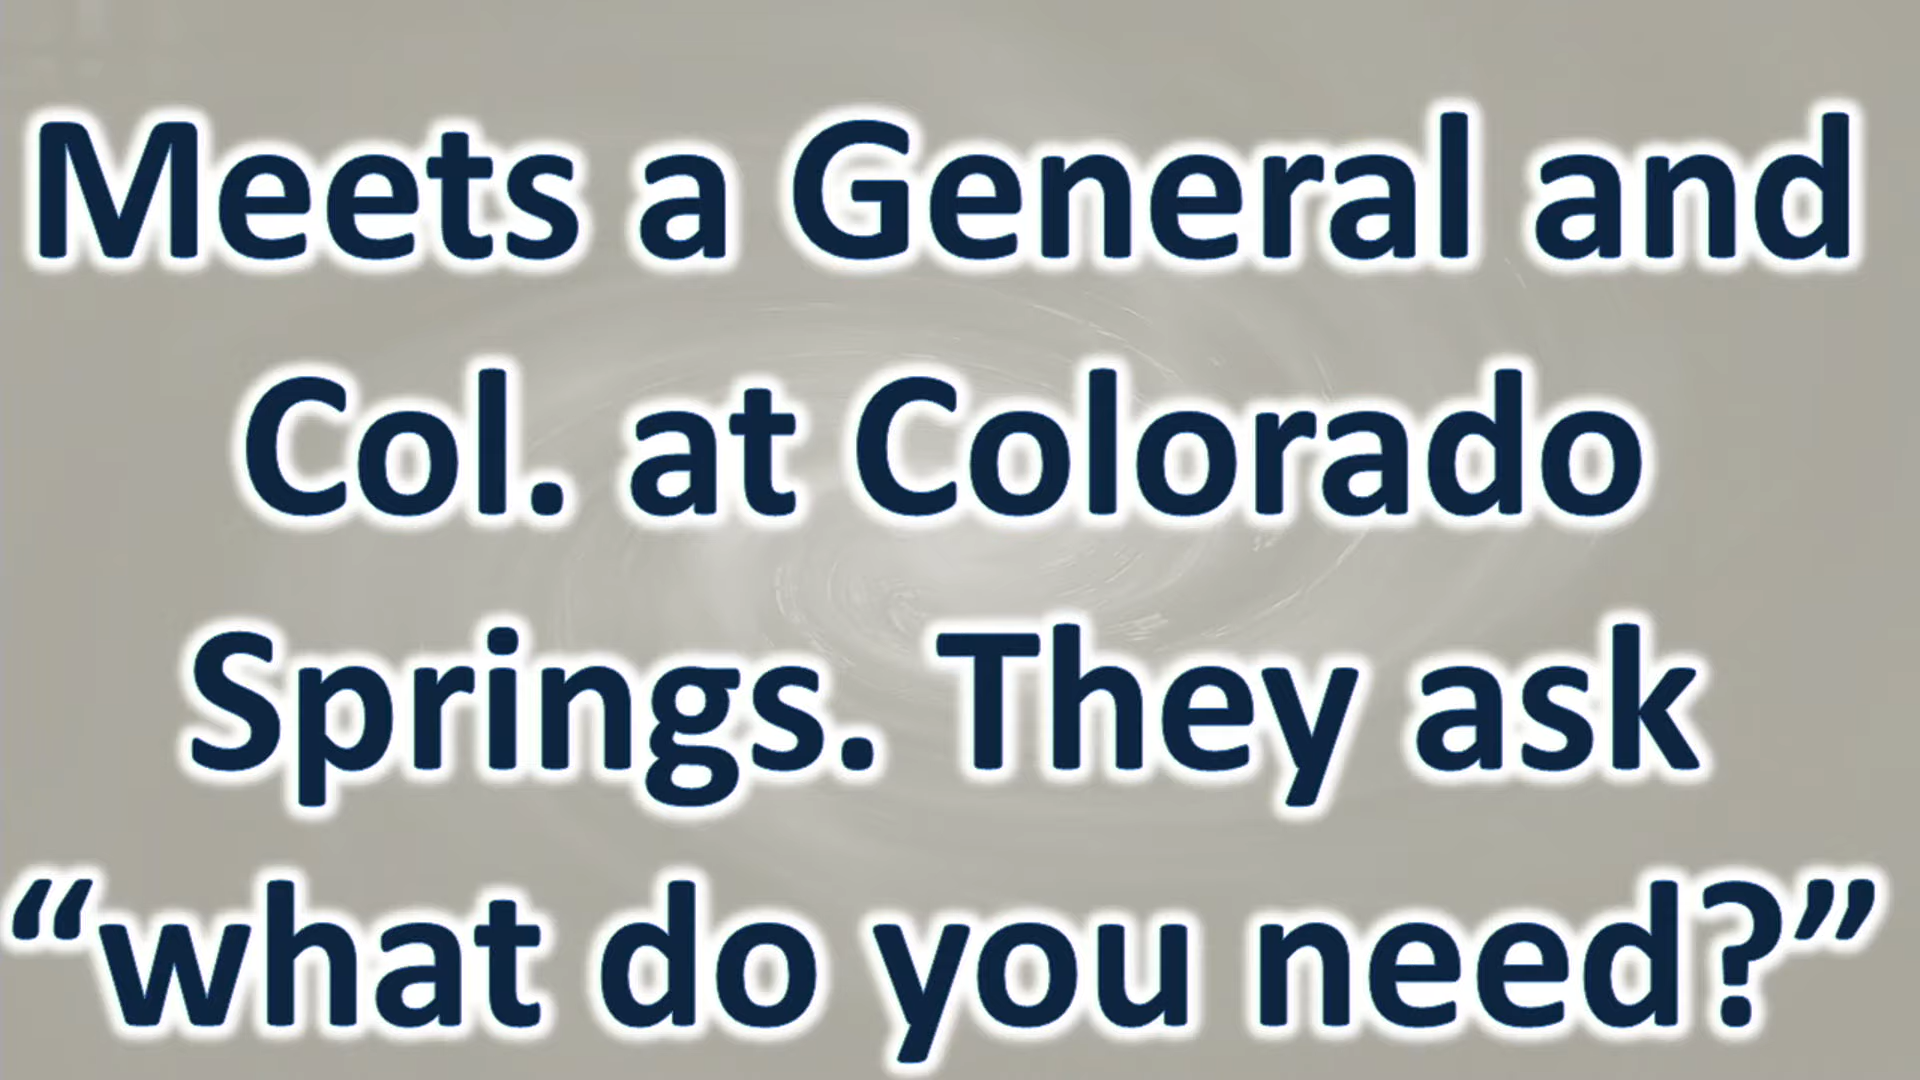 Meets a General and
Col. at Colorado
Springs. They ask
“what do you need?”